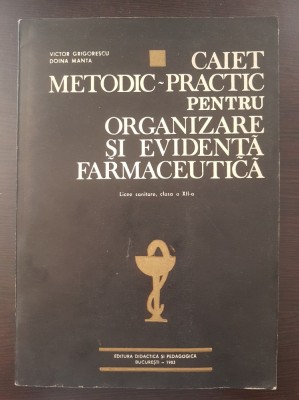 VICTOR GRIGORESCU
DOINA MANTA
CAIET
METODIC-PRACTIC
PENTRU
ORGANIZARE
ȘI EVIDENȚĂ
FARMACEUTICĂ
Licee sanitare, clasa a XII-a
EDITURA DIDACTICĂ ȘI PEDAGOGICĂ
BUCUREȘTI - 1983